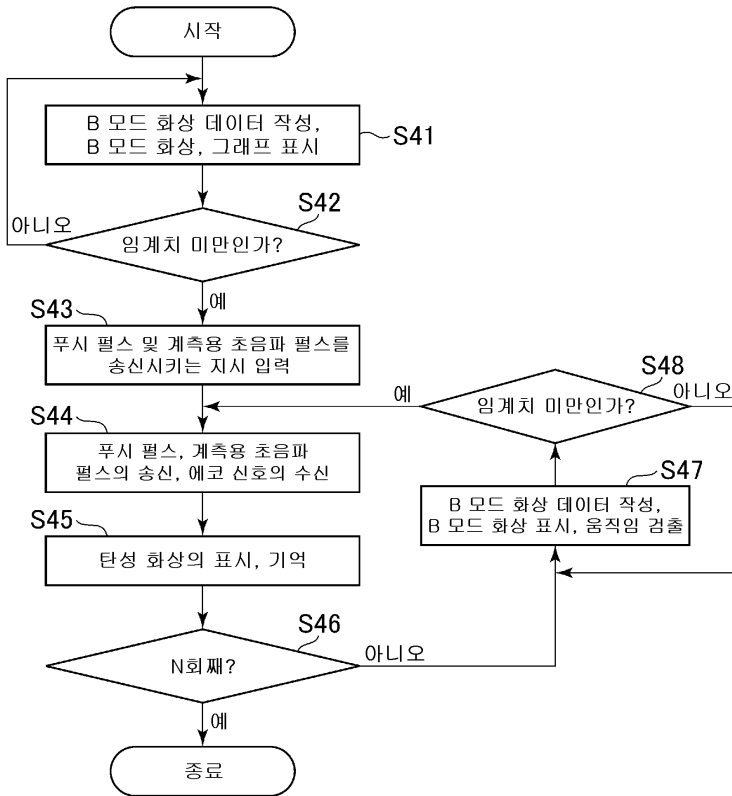 시작
B 모드 화상 데이터 작성,
B 모드 화상, 그래프 표시
S41
S42
아니오
임계치 미만인가?
예
S43
푸시 펄스 및 계측용 초음파 펄스를
송신시키는 지시 입력
S48
예
임계치 미만인가?
아니오
S44
푸시 펄스, 계측용 초음파
펄스의 송신, 에코 신호의 수신
S47
B 모드 화상 데이터 작성,
B 모드 화상 표시, 움직임 검출
S45
탄성 화상의 표시, 기억
S46
N회째?
아니오
예
종료